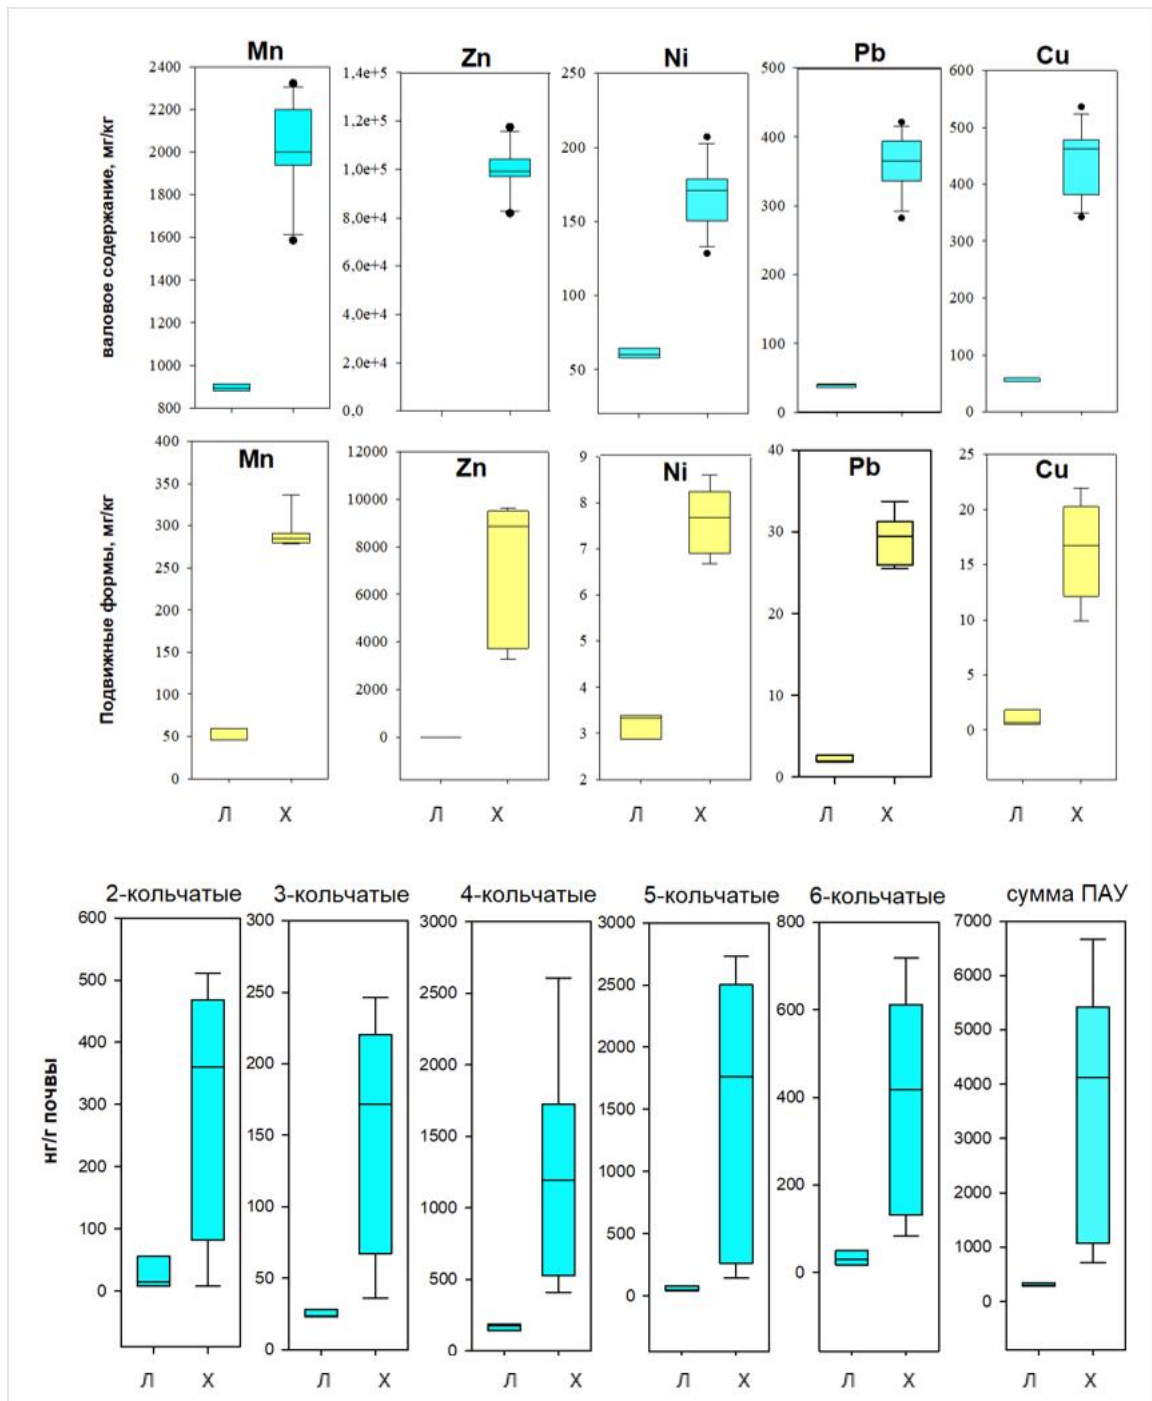 Mn Zn Ni Pb Cu
валовое содержание, мг/кг
2400 2200 2000 1800 1600 1400 1200 1000 800
1,4e+5 1,2e+5 1,0e+5 8,0e+4 6,0e+4 4,0e+4 2,0e+4 0,0
250 200 150 100 50
500 400 300 200 100 0
600 500 400 300 200 100 0
Mn Zn Ni Pb Cu
Подвижные формы, мг/кг
400 350 300 250 200 150 100 50 0
12000 10000 8000 6000 4000 2000 0
9 8 7 6 5 4 3 2
40 30 20 10 0
25 20 15 10 5 0
Л Х Л Х Л Х Л Х Л Х
2-кольчатые 3-кольчатые 4-кольчатые 5-кольчатые 6-кольчатые сумма ПАУ
нг/г почвы
600 500 400 300 200 100 0
300 250 200 150 100 50 0
3000 2500 2000 1500 1000 500 0
3000 2500 2000 1500 1000 500 0
800 600 400 200 0
7000 6000 5000 4000 3000 2000 1000 0
Л Х Л Х Л Х Л Х Л Х Л Х